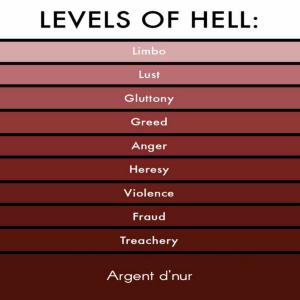 LEVELS OF HELL:
Limbo
Lust
Gluttony
Greed
Anger
Heresy
Violence
Fraud
Treachery
Argent d'nur